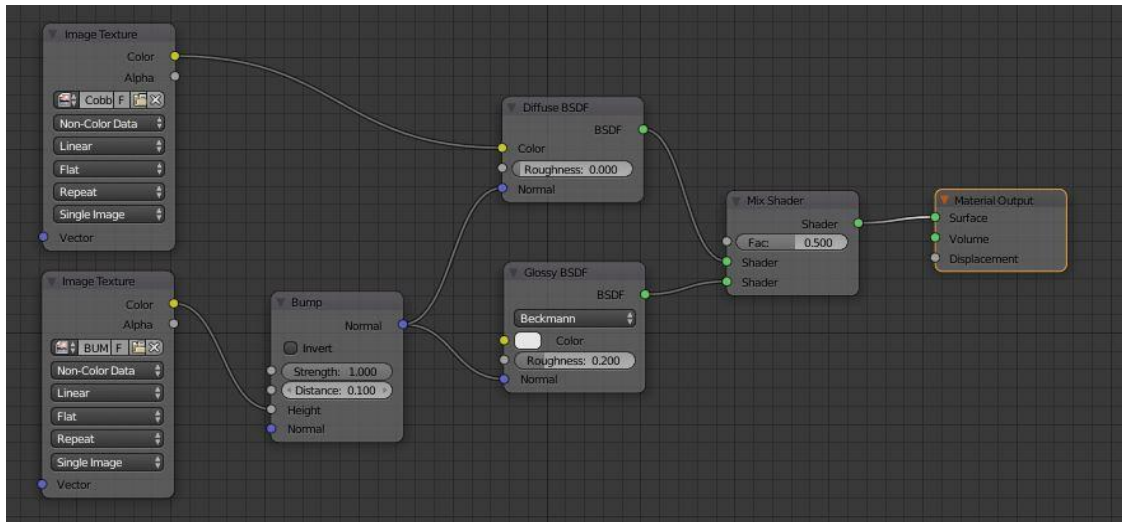 Image Texture
Color
Alpha
Cobb F
Non-Color Data
Linear
Flat
Repeat
Single Image
Vector
Image Texture
Color
Alpha
BUM F
Non-Color Data
Linear
Flat
Repeat
Single Image
Vector
Bump
Normal
Invert
Strength: 1.000
Distance: 0.100
Height
Normal
Diffuse BSDF
BSDF
Color
Roughness: 0.000
Normal
Glossy BSDF
BSDF
Beckmann
Color
Roughness: 0.200
Normal
Mix Shader
Shader
Fac: 0.500
Shader
Shader
Material Output
Surface
Volume
Displacement